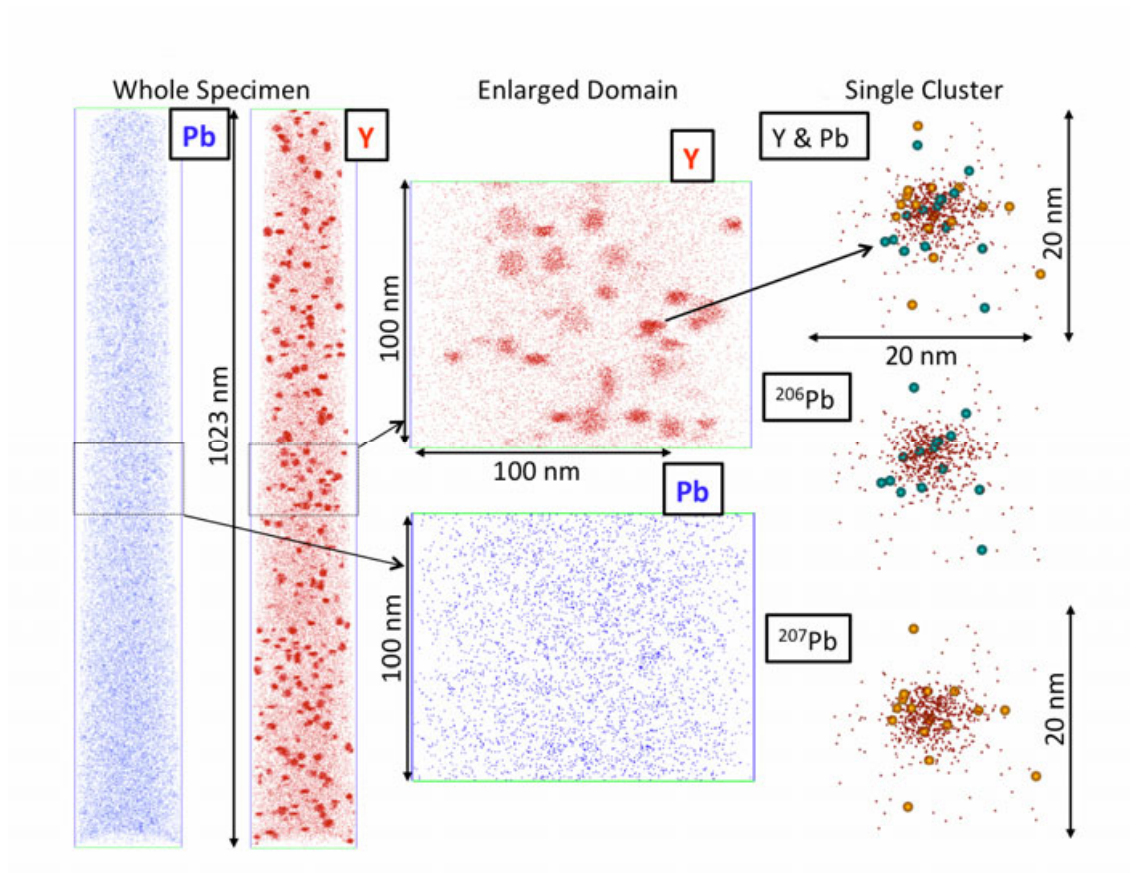 Whole Specimen
Enlarged Domain
Single Cluster
Pb
Y
Y
Y & Pb
1023 nm
100 nm
20 nm
20 nm
100 nm
²⁰⁶Pb
Pb
100 nm
²⁰⁷Pb
20 nm